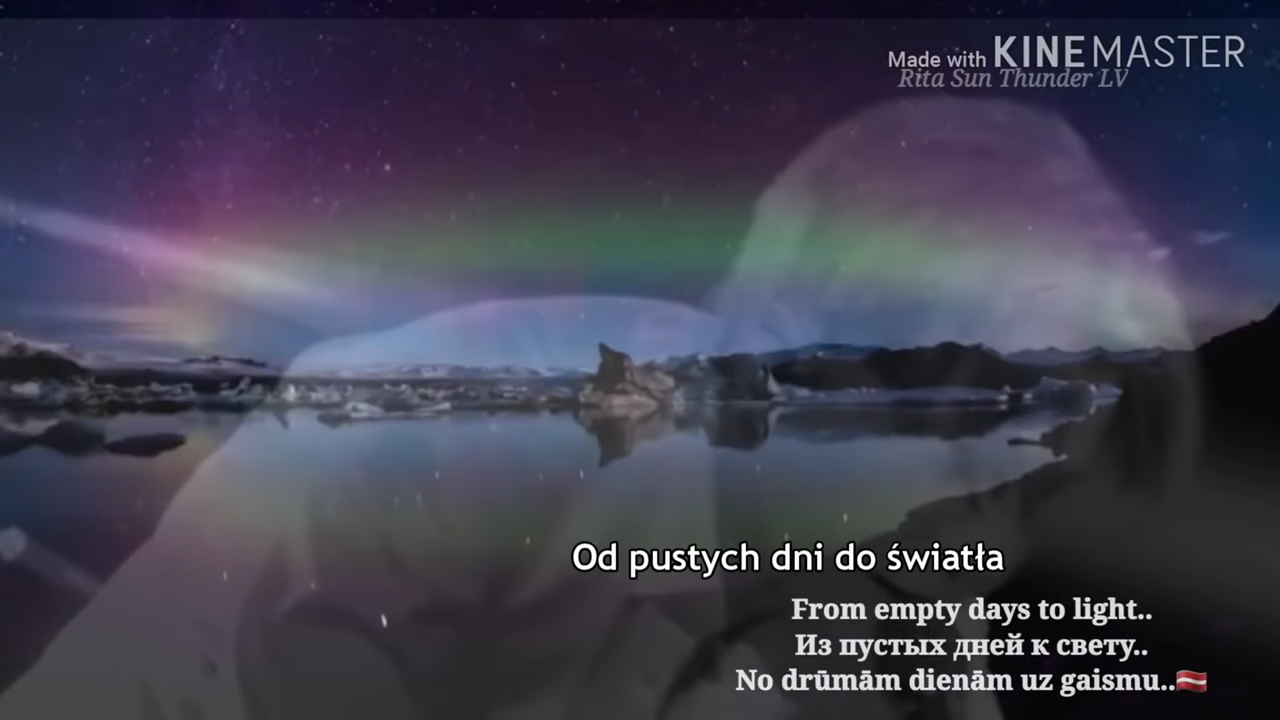 Made with KINEMASTER
Rita Sun Thunder LV
Od pustych dni do światła
From empty days to light..
Из пустых дней к свету..
No drūmām dienām uz gaismu..🇱🇻